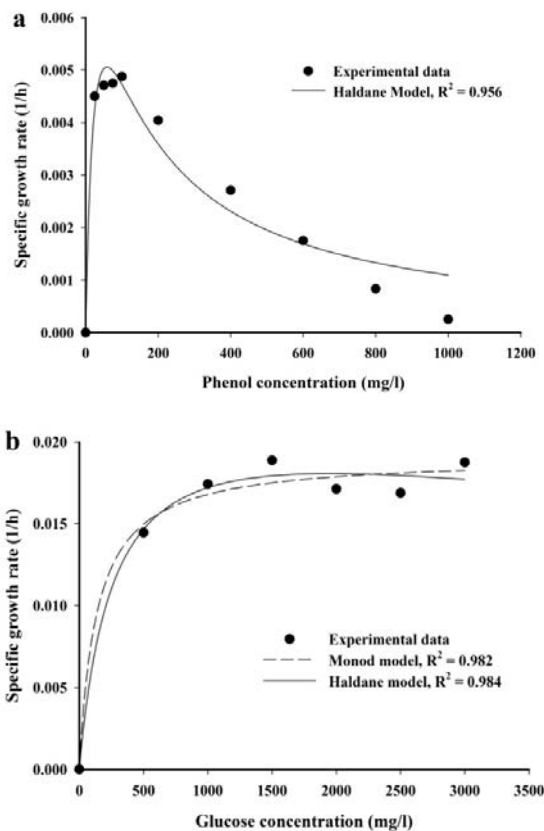 a
0.006
0.005
0.004
0.003
0.002
0.001
0.000
Specific growth rate (1/h)
Experimental data
Haldane Model, R² = 0.956
0 200 400 600 800 1000 1200
Phenol concentration (mg/l)
b
0.020
0.015
0.010
0.005
0.000
Specific growth rate (1/h)
Experimental data
Monod model, R² = 0.982
Haldane model, R² = 0.984
0 500 1000 1500 2000 2500 3000 3500
Glucose concentration (mg/l)